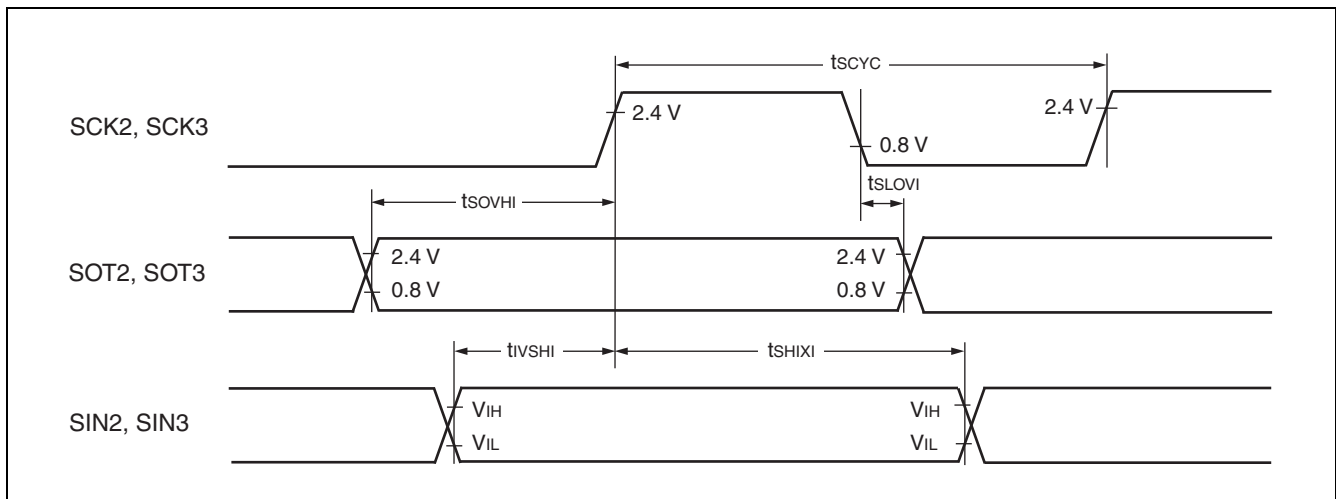 tSCYC
SCK2, SCK3
2.4 V
2.4 V
0.8 V
tSLOVI
tSOVHI
SOT2, SOT3
2.4 V
2.4 V
0.8 V
0.8 V
tIVSHI
tSHIXI
SIN2, SIN3
VIH
VIH
VIL
VIL